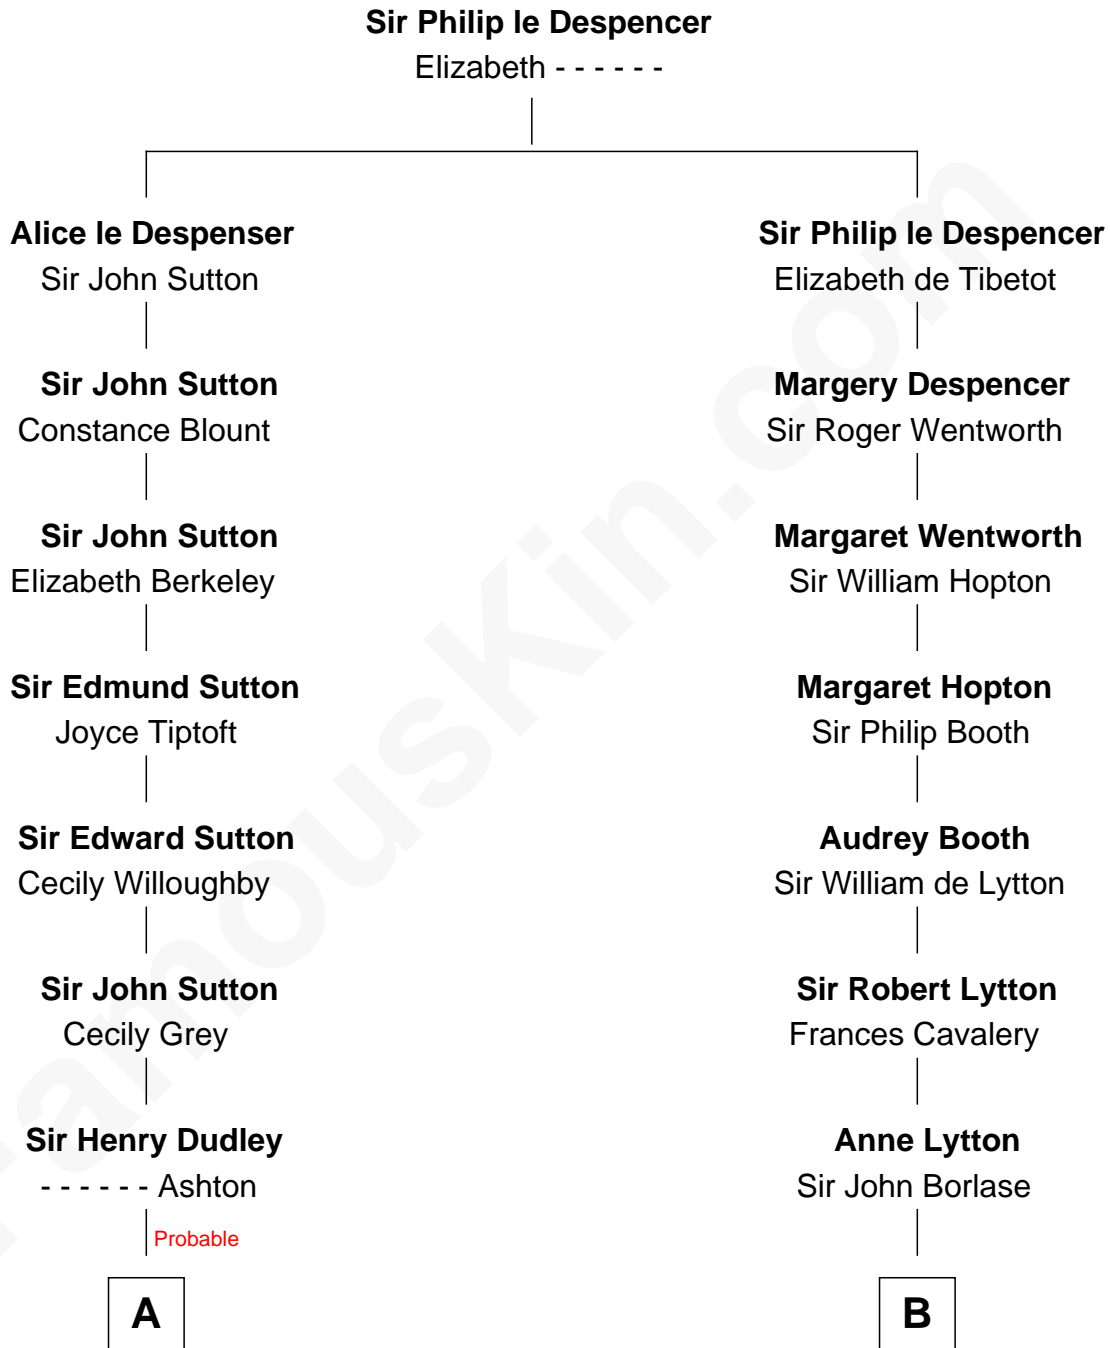 Sir Philip le Despencer
Elizabeth - - - - - -
Alice le Despenser
Sir John Sutton
Sir Philip le Despencer
Elizabeth de Tibetot
Sir John Sutton
Constance Blount
Margery Despencer
Sir Roger Wentworth
Sir John Sutton
Elizabeth Berkeley
Margaret Wentworth
Sir William Hopton
Sir Edmund Sutton
Joyce Tiptoft
Margaret Hopton
Sir Philip Booth
Sir Edward Sutton
Cecily Willoughby
Audrey Booth
Sir William de Lytton
Sir John Sutton
Cecily Grey
Sir Robert Lytton
Frances Cavalery
Sir Henry Dudley
- - - - - - Ashton
Anne Lytton
Sir John Borlase
Probable
A
B
FamousKin.com